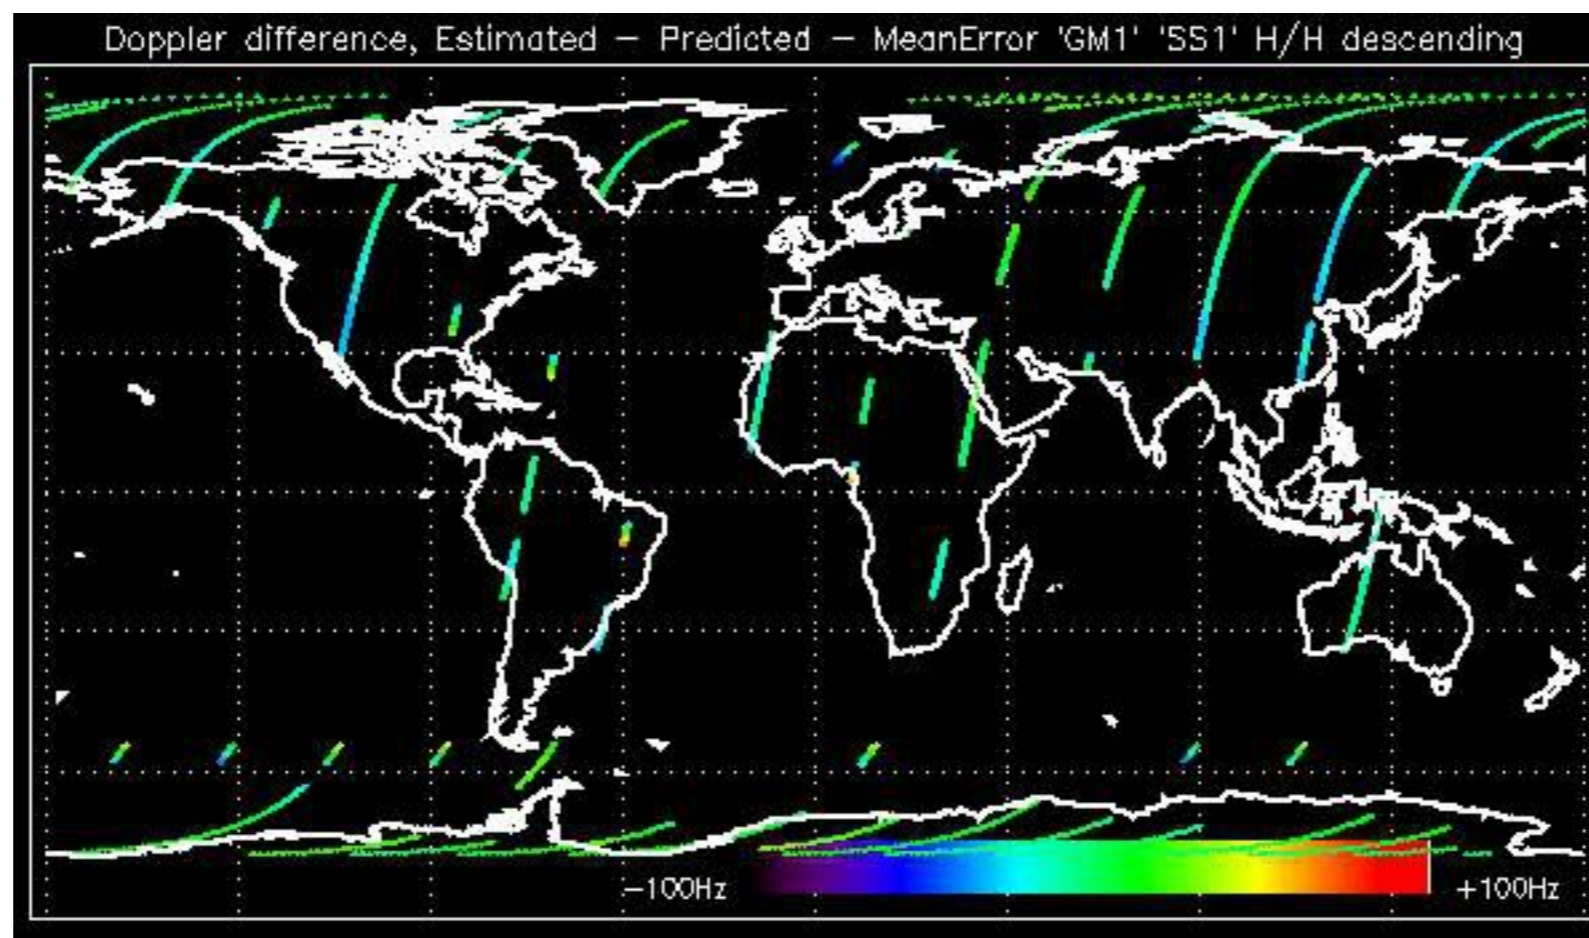 Doppler difference, Estimated – Predicted – MeanError 'GM1' 'SS1' H/H descending
–100Hz +100Hz